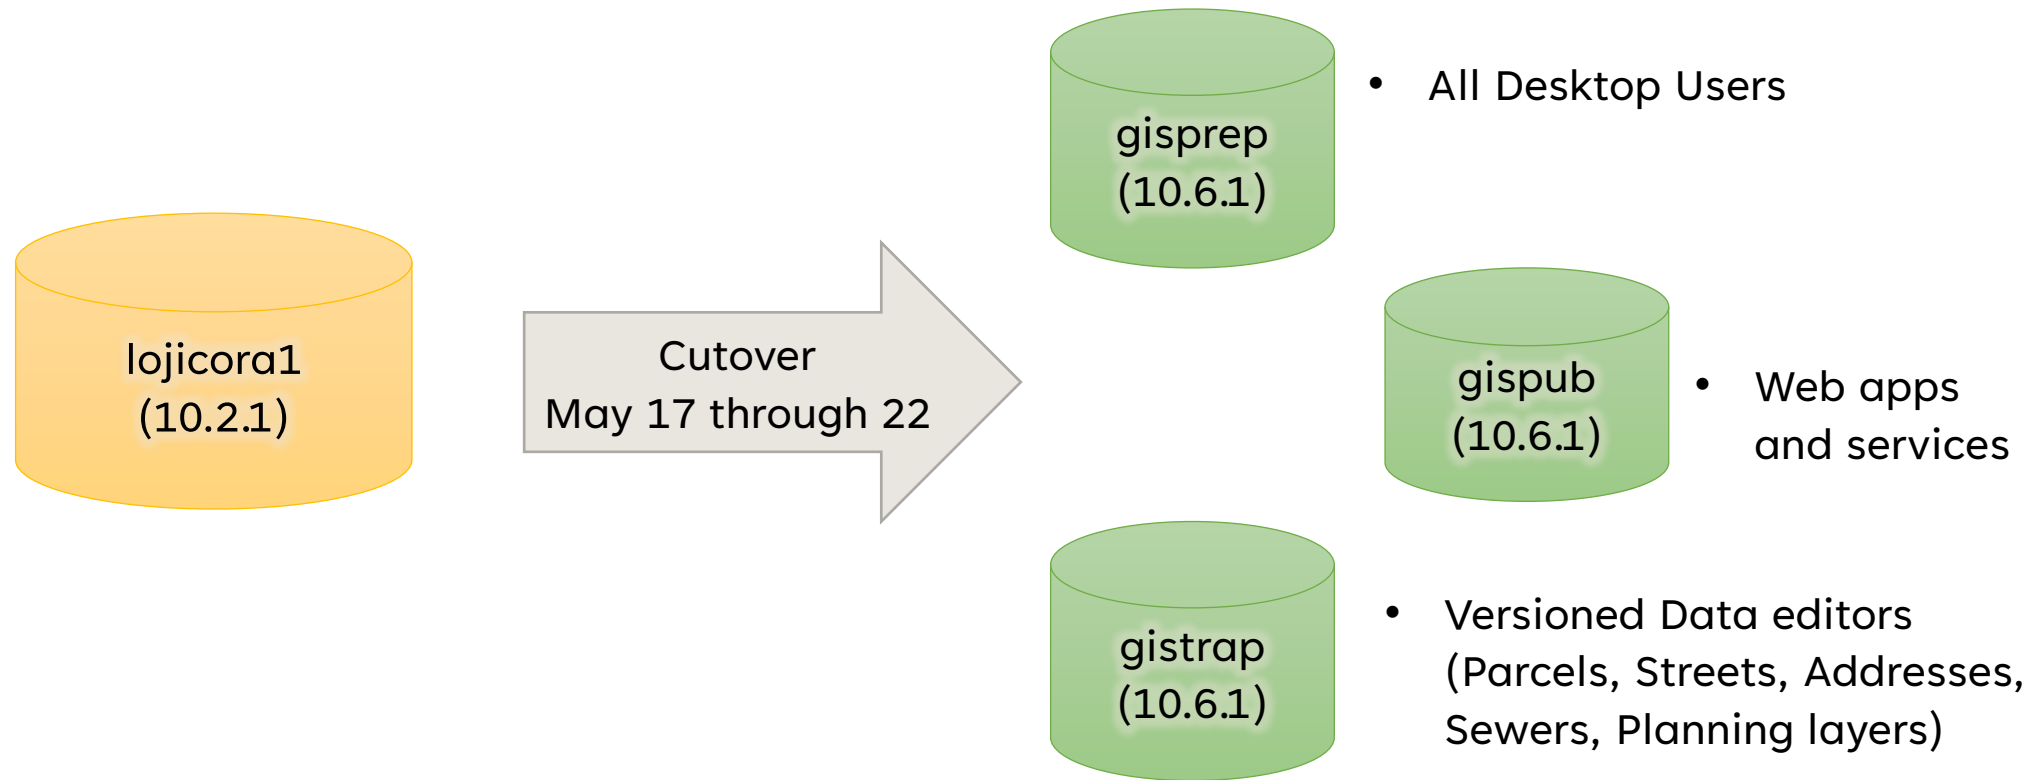 lojicora1
(10.2.1)
Cutover
May 17 through 22
gisprep
(10.6.1)
• All Desktop Users
gispub
(10.6.1)
• Web apps
and services
gistrap
(10.6.1)
• Versioned Data editors
(Parcels, Streets, Addresses,
Sewers, Planning layers)